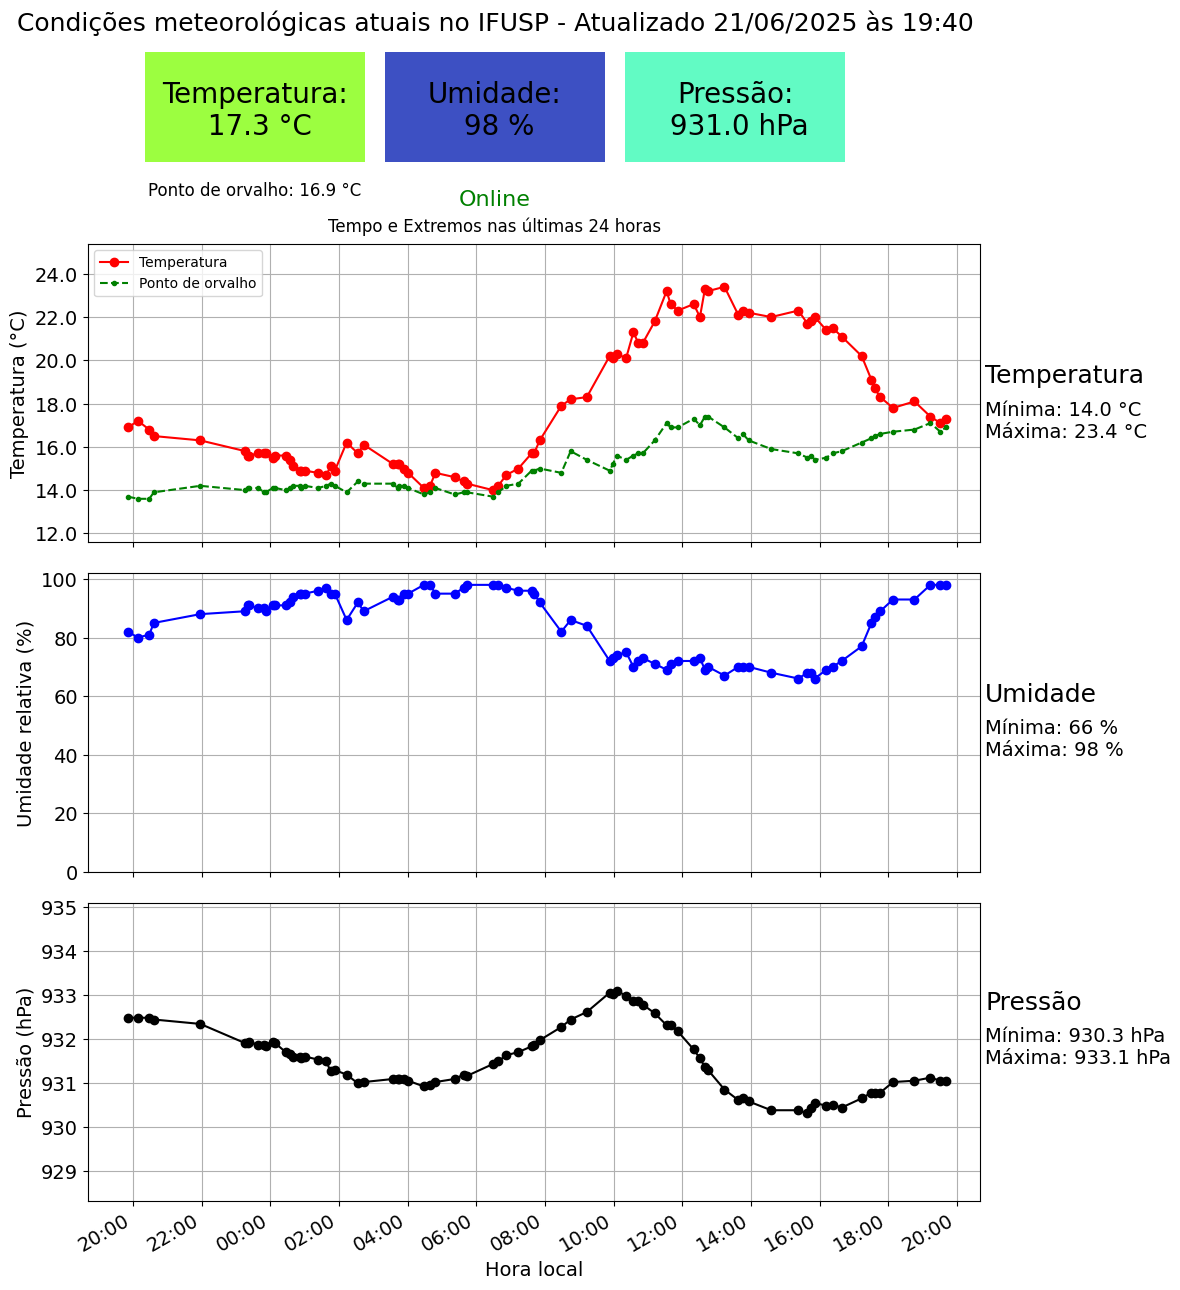 Condições meteorológicas atuais no IFUSP - Atualizado 21/06/2025 às 19:40
Temperatura:
17.3 °C
Umidade:
98 %
Pressão:
931.0 hPa
Ponto de orvalho: 16.9 °C
Online
Tempo e Extremos nas últimas 24 horas
Temperatura
Ponto de orvalho
Temperatura (°C)
24.0
22.0
20.0
18.0
16.0
14.0
12.0
Temperatura
Mínima: 14.0 °C
Máxima: 23.4 °C
Umidade relativa (%)
100
80
60
40
20
0
Umidade
Mínima: 66 %
Máxima: 98 %
Pressão (hPa)
935
934
933
932
931
930
929
Pressão
Mínima: 930.3 hPa
Máxima: 933.1 hPa
20:00 22:00 00:00 02:00 04:00 06:00 08:00 10:00 12:00 14:00 16:00 18:00 20:00
Hora local